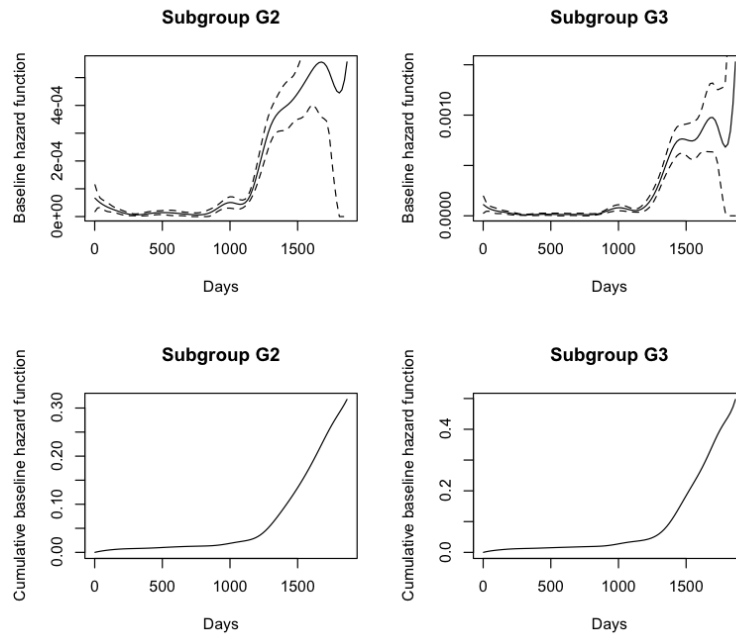 Subgroup G2
Baseline hazard function
0e+00 2e-04 4e-04
0 500 1000 1500
Days
Subgroup G3
Baseline hazard function
0.0000 0.0010
0 500 1000 1500
Days
Subgroup G2
Cumulative baseline hazard function
0.00 0.10 0.20 0.30
0 500 1000 1500
Days
Subgroup G3
Cumulative baseline hazard function
0.0 0.2 0.4
0 500 1000 1500
Days